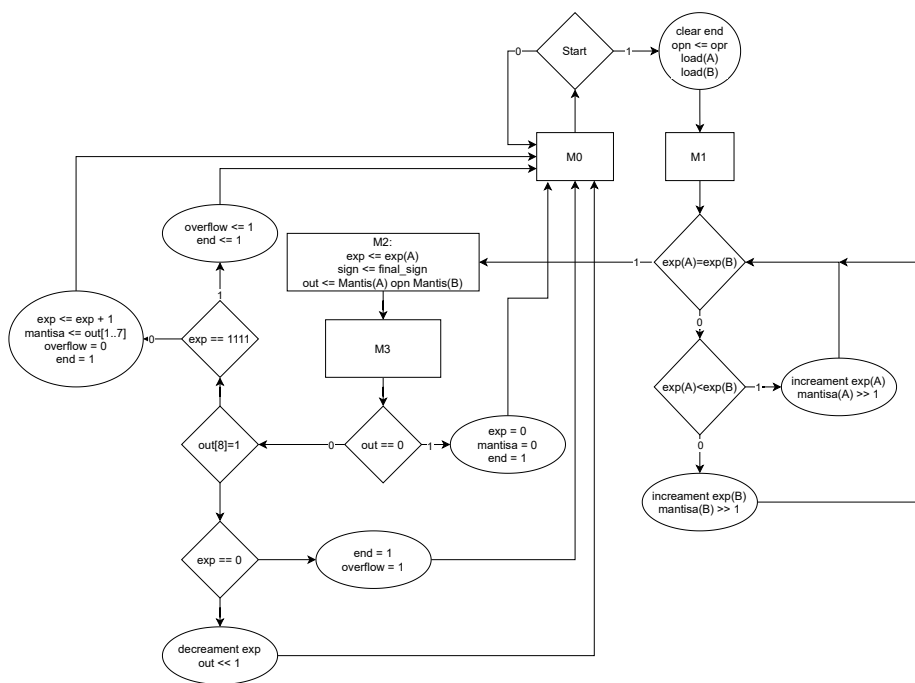 Start
0
1
clear end
opn <= opr
load(A)
load(B)
M0
M1
overflow <= 1
end <= 1
M2:
exp <= exp(A)
sign <= final_sign
out <= Mantis(A) opn Mantis(B)
1
exp(A)=exp(B)
0
1
exp <= exp + 1
mantisa <= out[1..7]
overflow = 0
end = 1
0
exp == 1111
M3
exp(A)<exp(B)
1
increament exp(A)
mantisa(A) >> 1
0
out[8]=1
0
out == 0
1
exp = 0
mantisa = 0
end = 1
increament exp(B)
mantisa(B) >> 1
exp == 0
end = 1
overflow = 1
decreament exp
out << 1